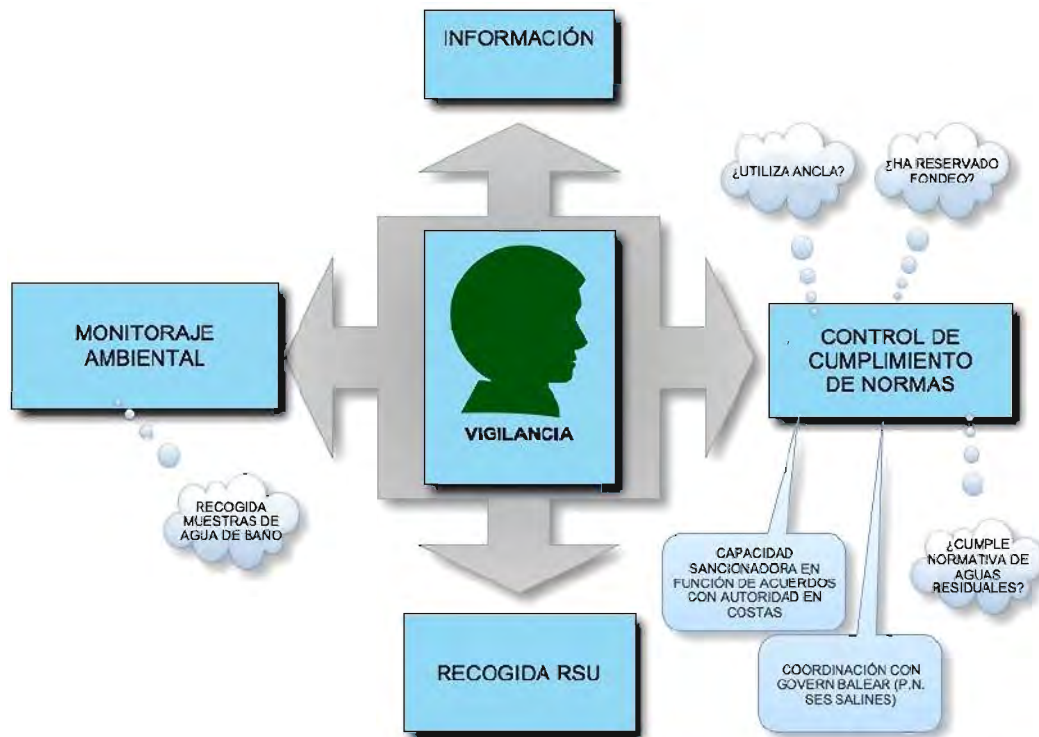 INFORMACIÓN
¿UTILIZA ANCLA?
¿HA RESERVADO
FONDEO?
MONITORAJE
AMBIENTAL
VIGILANCIA
CONTROL DE
CUMPLIMIENTO
DE NORMAS
RECOGIDA
MUESTRAS DE
AGUA DE BAÑO
CAPACIDAD
SANCIONADORA EN
FUNCIÓN DE ACUERDOS
CON AUTORIDAD EN
COSTAS
¿CUMPLE
NORMATIVA DE
AGUAS
RESIDUALES?
RECOGIDA RSU
COORDINACIÓN CON
GOVERN BALEAR (P.N.
SES SALINES)